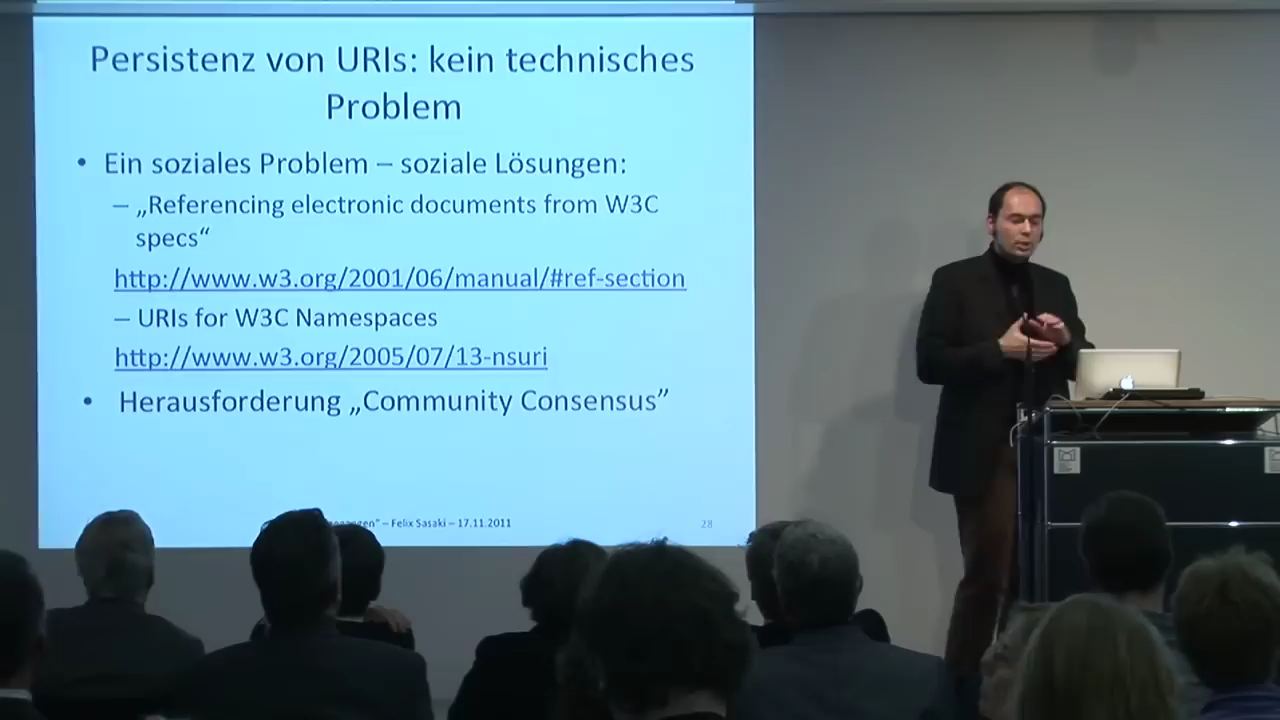 Persistenz von URIs: kein technisches
Problem
• Ein soziales Problem – soziale Lösungen:
– „Referencing electronic documents from W3C
specs“
http://www.w3.org/2001/06/manual/#ref-section
– URIs for W3C Namespaces
http://www.w3.org/2005/07/13-nsuri
• Herausforderung „Community Consensus”
– Felix Sasaki – 17.11.2011
28